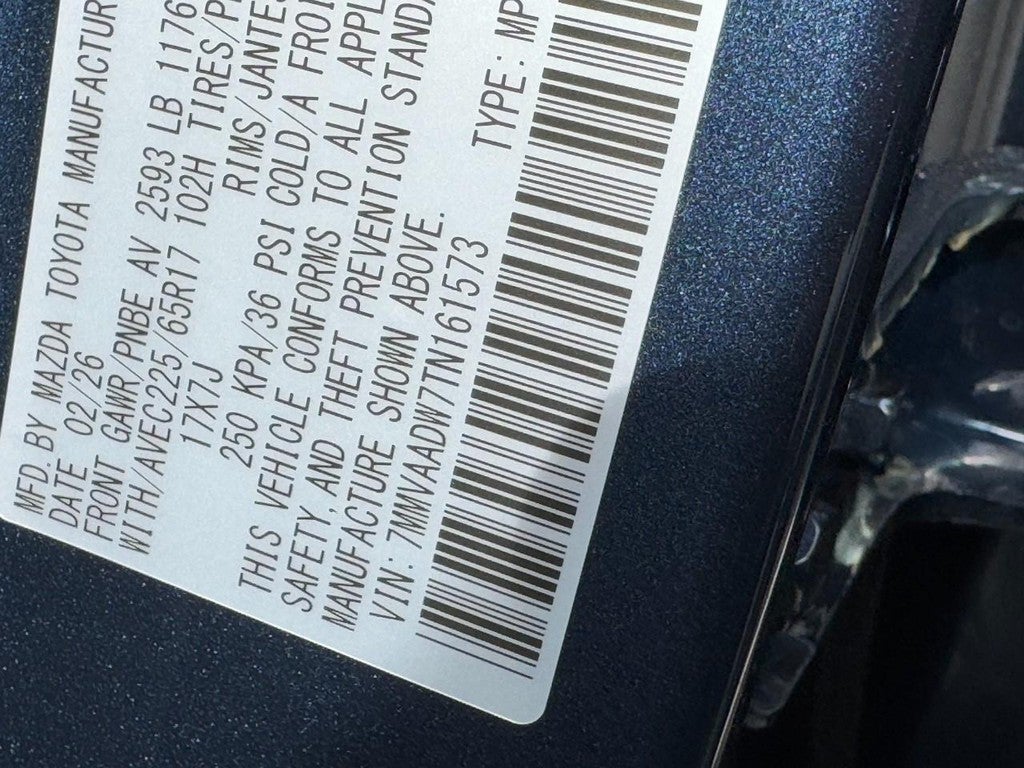 MFD. BY MAZDA TOYOTA MANUFACTUR
DATE 02/26
FRONT GAWR/PNBE AV 2593 LB 1176
WITH/AVEC225/65R17 102H TIRES/P
17X7J RIMS/JANTES
250 KPA/36 PSI COLD/A FROI
THIS VEHICLE CONFORMS TO ALL APPL
SAFETY, AND THEFT PREVENTION STANDA
MANUFACTURE SHOWN ABOVE.
VIN: 7MMVAADW7TN161573 TYPE: MP